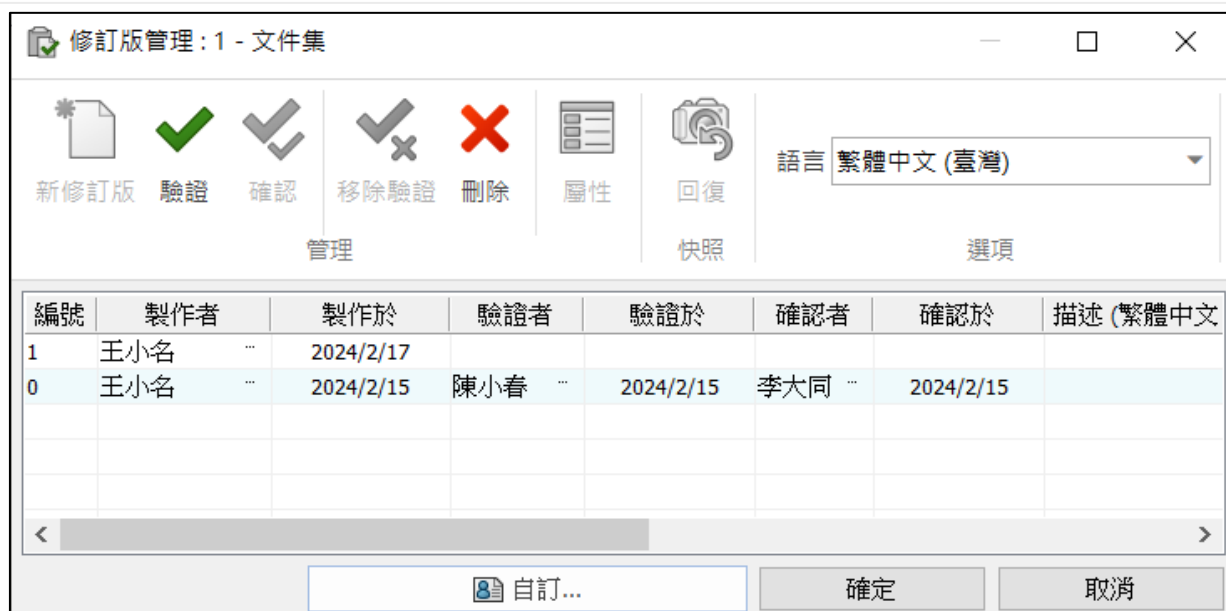 修訂版管理 : 1 - 文件集
新修訂版 驗證 確認 移除驗證 刪除 屬性 回復 語言 繁體中文 (臺灣)
管理 快照 選項
編號 製作者 製作於 驗證者 驗證於 確認者 確認於 描述 (繁體中文
1 王小名 ... 2024/2/17
0 王小名 ... 2024/2/15 陳小春 ... 2024/2/15 李大同 ... 2024/2/15
自訂... 確定 取消